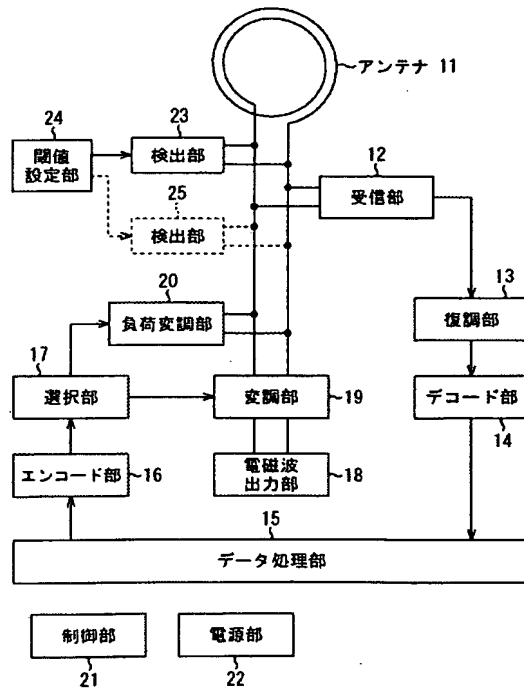 アンテナ 11
24
閾値
設定部
23
検出部
12
受信部
25
検出部
20
負荷変調部
13
復調部
17
選択部
変調部
19
デコード部
14
エンコード部
16
電磁波
出力部
18
15
データ処理部
制御部
21
電源部
22